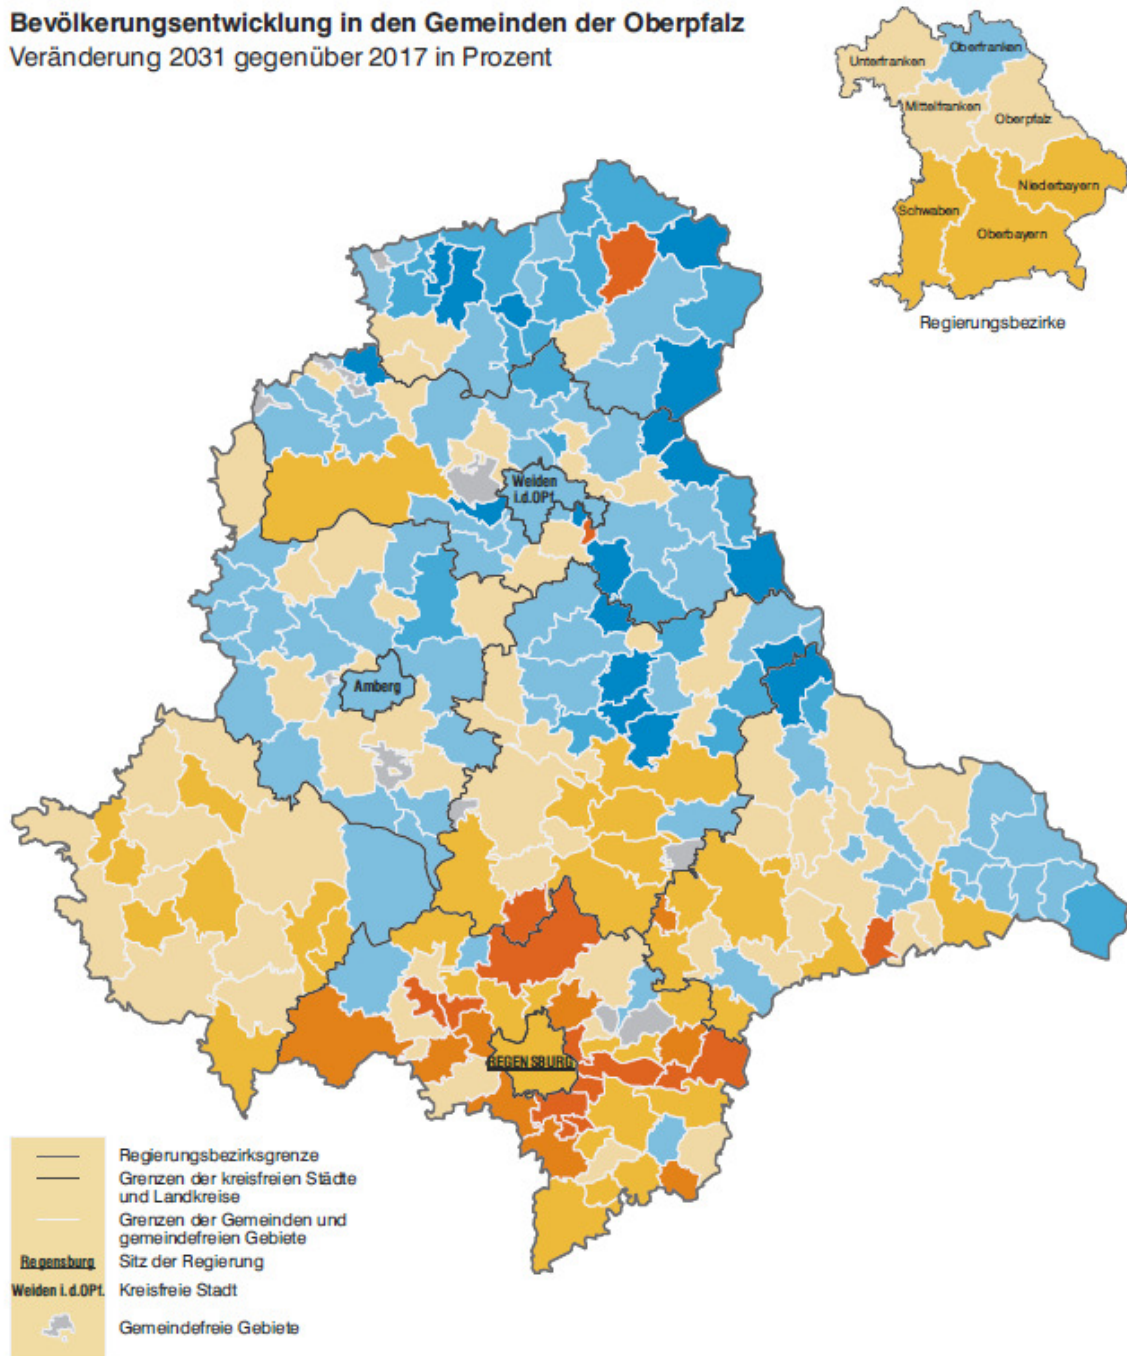 Bevölkerungsentwicklung in den Gemeinden der Oberpfalz
Veränderung 2031 gegenüber 2017 in Prozent
Oberfranken
Unterfranken
Mittelfranken
Oberpfalz
Niederbayern
Schwaben
Oberbayern
Regierungsbezirke
Weiden
i.d.OPf.
Amberg
REGENSBURG
Regierungsbezirksgrenze
Grenzen der kreisfreien Städte
und Landkreise
Grenzen der Gemeinden und
gemeindefreien Gebiete
Regensburg Sitz der Regierung
Weiden i.d.OPf. Kreisfreie Stadt
Gemeindefreie Gebiete